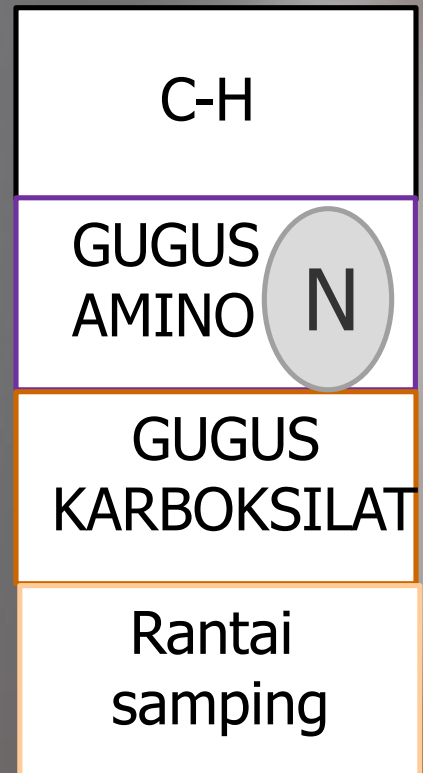 C-H
GUGUS
AMINO
N
GUGUS
KARBOKSILAT
Rantai
samping